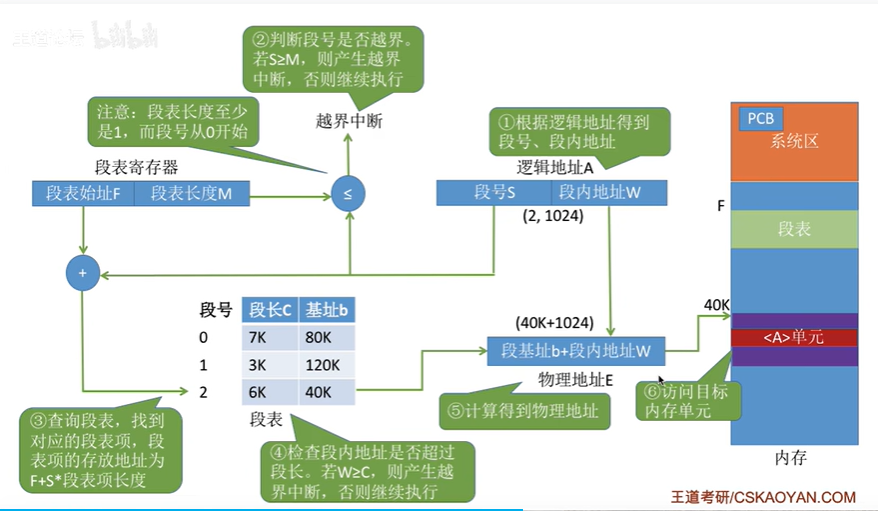 bilibili
②判断段号是否越界。
若S≥M，则产生越界
中断，否则继续执行
注意：段表长度至少
是1，而段号从0开始
越界中断
①根据逻辑地址得到
段号、段内地址
PCB
系统区
段表寄存器
逻辑地址A
段表始址F 段表长度M
≤
段号S 段内地址W
(2, 1024)
F
段表
+
段号 段长C 基址b
0 7K 80K
1 3K 120K
2 6K 40K
段表
(40K+1024)
段基址b+段内地址W
物理地址E
40K
<A>单元
③查询段表，找到
对应的段表项，段
表项的存放地址为
F+S*段表项长度
④检查段内地址是否超过
段长。若W≥C，则产生越
界中断，否则继续执行
⑤计算得到物理地址
⑥访问目标
内存单元
内存
王道考研/CSKAOYAN.COM